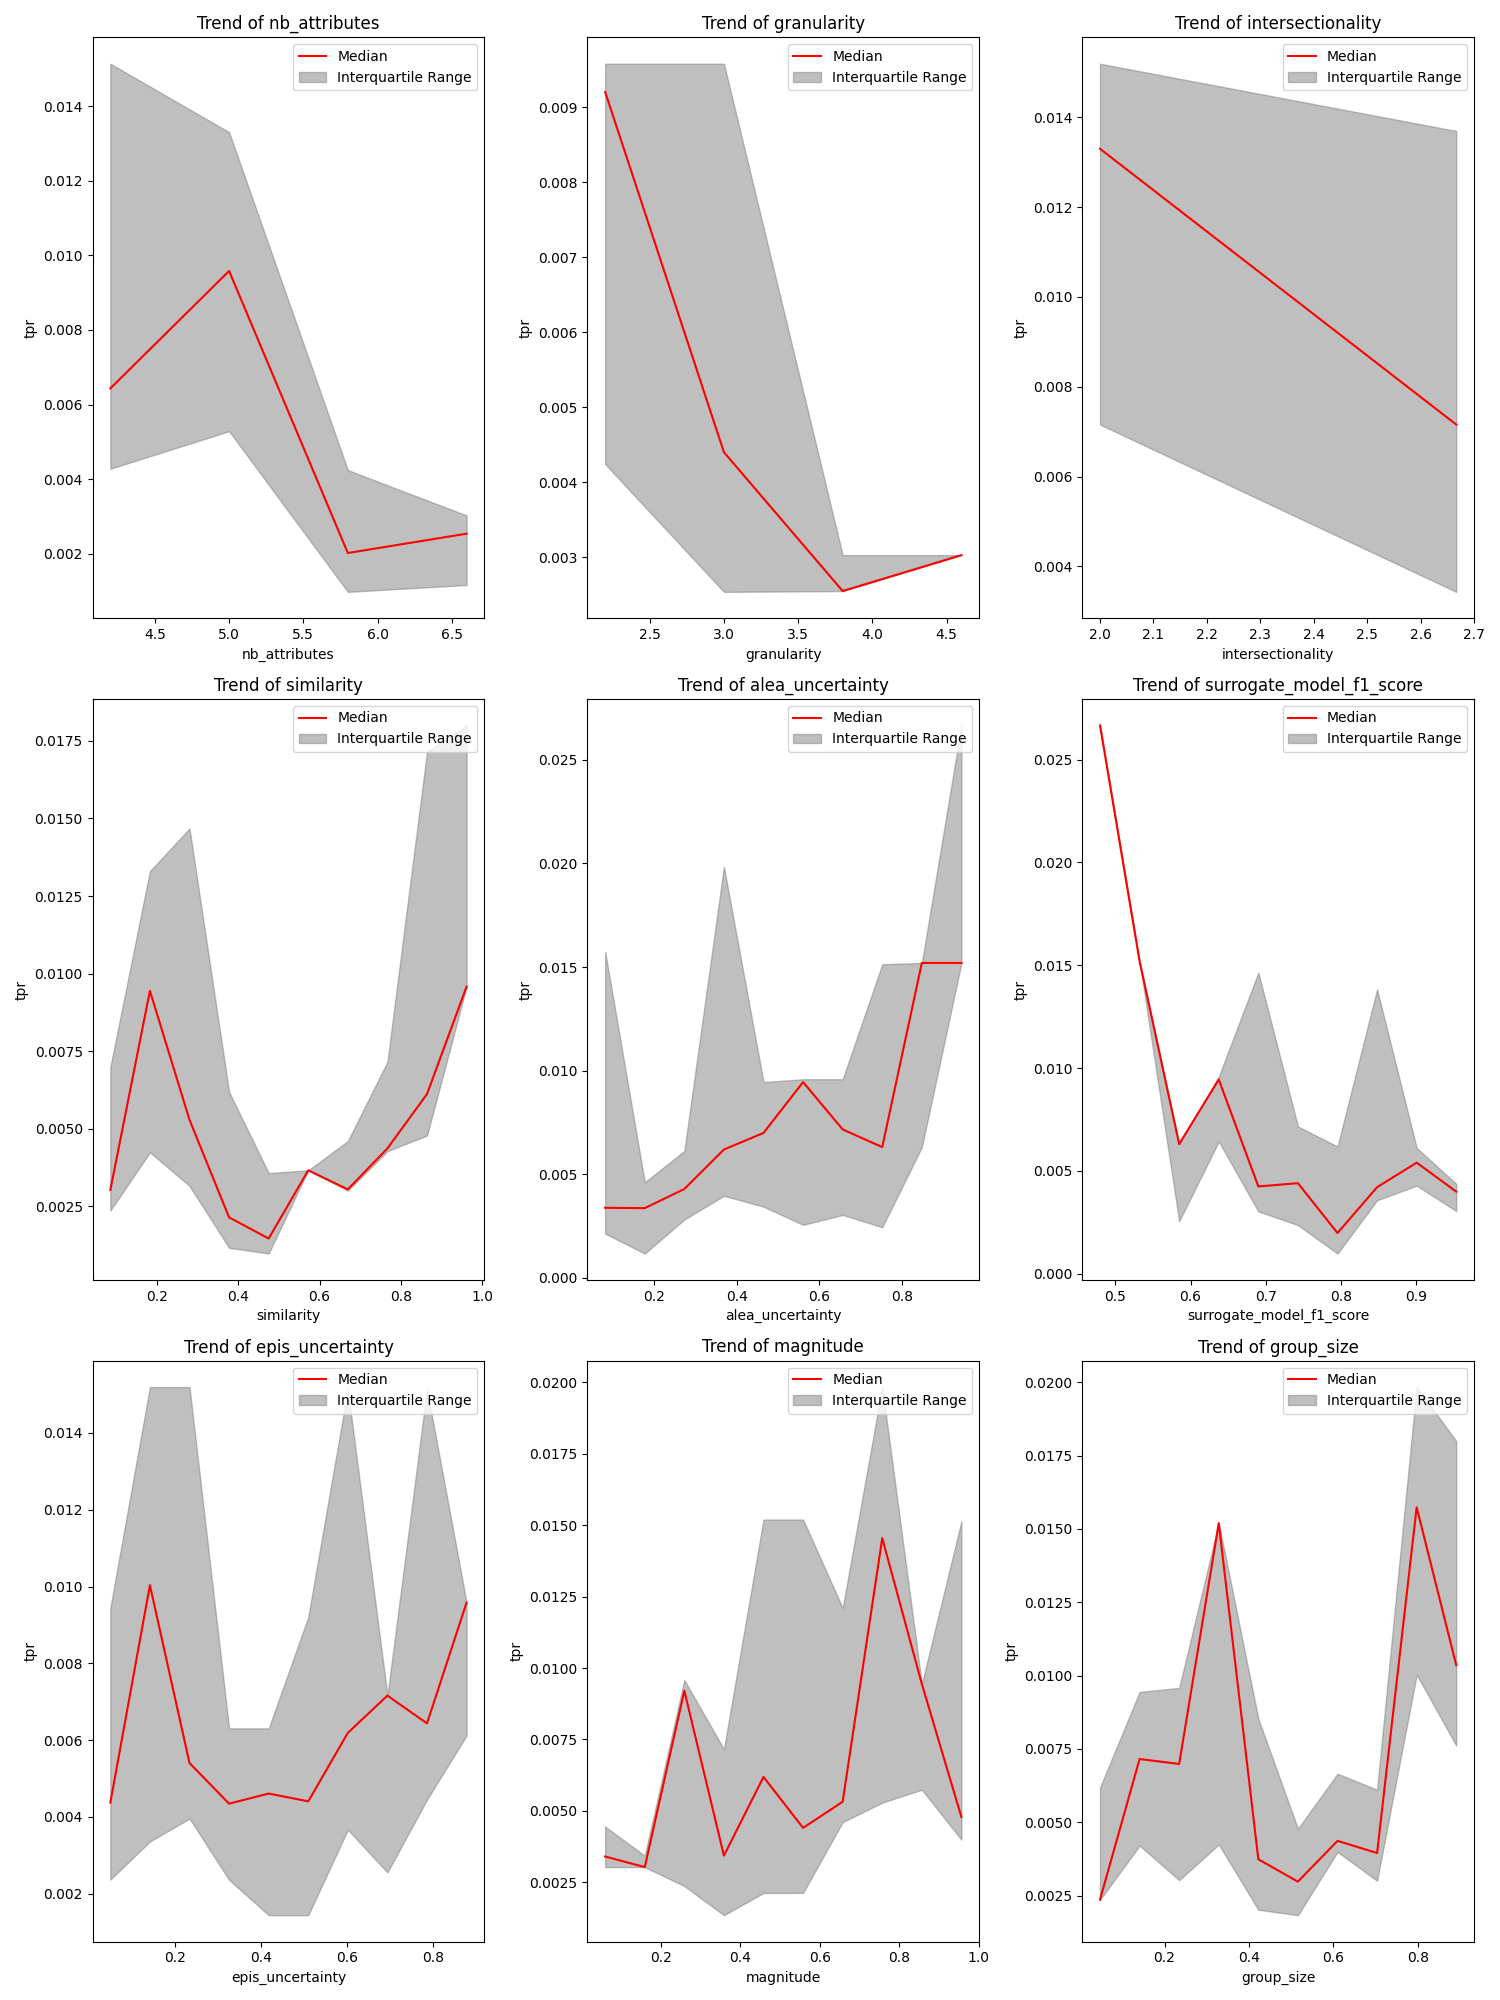 Trend of nb_attributes
Median
Interquartile Range
tpr
0.014
0.012
0.010
0.008
0.006
0.004
0.002
4.5 5.0 5.5 6.0 6.5
nb_attributes
Trend of granularity
Median
Interquartile Range
tpr
0.009
0.008
0.007
0.006
0.005
0.004
0.003
2.5 3.0 3.5 4.0 4.5
granularity
Trend of intersectionality
Median
Interquartile Range
tpr
0.014
0.012
0.010
0.008
0.006
0.004
2.0 2.1 2.2 2.3 2.4 2.5 2.6 2.7
intersectionality
Trend of similarity
Median
Interquartile Range
tpr
0.0175
0.0150
0.0125
0.0100
0.0075
0.0050
0.0025
0.2 0.4 0.6 0.8 1.0
similarity
Trend of alea_uncertainty
Median
Interquartile Range
tpr
0.025
0.020
0.015
0.010
0.005
0.000
0.2 0.4 0.6 0.8
alea_uncertainty
Trend of surrogate_model_f1_score
Median
Interquartile Range
tpr
0.025
0.020
0.015
0.010
0.005
0.000
0.5 0.6 0.7 0.8 0.9
surrogate_model_f1_score
Trend of epis_uncertainty
Median
Interquartile Range
tpr
0.014
0.012
0.010
0.008
0.006
0.004
0.002
0.2 0.4 0.6 0.8
epis_uncertainty
Trend of magnitude
Median
Interquartile Range
tpr
0.0200
0.0175
0.0150
0.0125
0.0100
0.0075
0.0050
0.0025
0.2 0.4 0.6 0.8 1.0
magnitude
Trend of group_size
Median
Interquartile Range
tpr
0.0200
0.0175
0.0150
0.0125
0.0100
0.0075
0.0050
0.0025
0.2 0.4 0.6 0.8
group_size